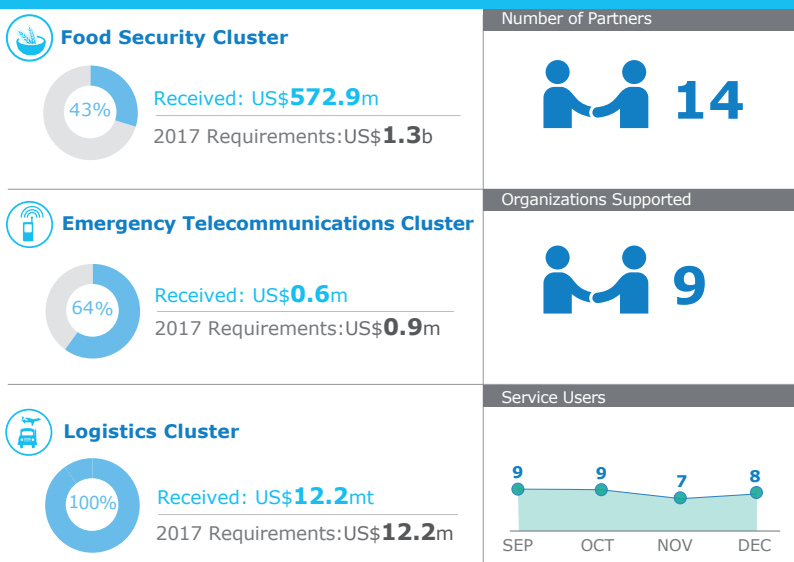 Food Security Cluster
43%
Received: US$572.9m
2017 Requirements:US$1.3b
Number of Partners
14
Emergency Telecommunications Cluster
64%
Received: US$0.6m
2017 Requirements:US$0.9m
Organizations Supported
9
Logistics Cluster
100%
Received: US$12.2mt
2017 Requirements:US$12.2m
Service Users
9 9 7 8
SEP OCT NOV DEC